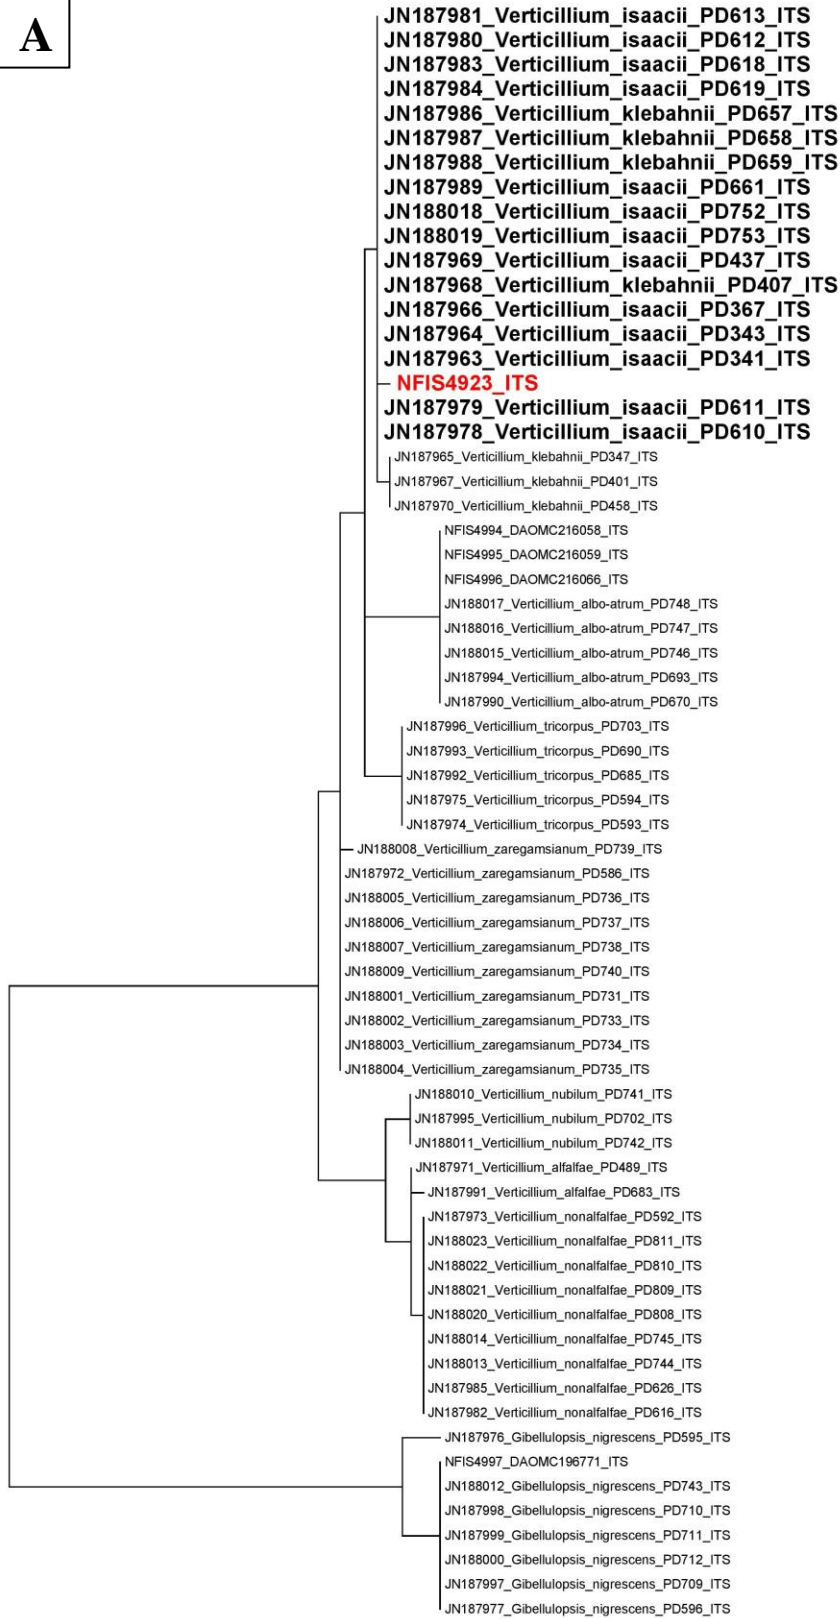 A
JN187981_Verticillium_isaacii_PD613_ITS
JN187980_Verticillium_isaacii_PD612_ITS
JN187983_Verticillium_isaacii_PD618_ITS
JN187984_Verticillium_isaacii_PD619_ITS
JN187986_Verticillium_klebahnii_PD657_ITS
JN187987_Verticillium_klebahnii_PD658_ITS
JN187988_Verticillium_klebahnii_PD659_ITS
JN187989_Verticillium_isaacii_PD661_ITS
JN188018_Verticillium_isaacii_PD752_ITS
JN188019_Verticillium_isaacii_PD753_ITS
JN187969_Verticillium_isaacii_PD437_ITS
JN187968_Verticillium_klebahnii_PD407_ITS
JN187966_Verticillium_isaacii_PD367_ITS
JN187964_Verticillium_isaacii_PD343_ITS
JN187963_Verticillium_isaacii_PD341_ITS
NFIS4923_ITS
JN187979_Verticillium_isaacii_PD611_ITS
JN187978_Verticillium_isaacii_PD610_ITS
JN187965_Verticillium_klebahnii_PD347_ITS
JN187967_Verticillium_klebahnii_PD401_ITS
JN187970_Verticillium_klebahnii_PD458_ITS
NFIS4994_DAOMC216058_ITS
NFIS4995_DAOMC216059_ITS
NFIS4996_DAOMC216066_ITS
JN188017_Verticillium_albo-atrum_PD748_ITS
JN188016_Verticillium_albo-atrum_PD747_ITS
JN188015_Verticillium_albo-atrum_PD746_ITS
JN187994_Verticillium_albo-atrum_PD693_ITS
JN187990_Verticillium_albo-atrum_PD670_ITS
JN187996_Verticillium_tricorpus_PD703_ITS
JN187993_Verticillium_tricorpus_PD690_ITS
JN187992_Verticillium_tricorpus_PD685_ITS
JN187975_Verticillium_tricorpus_PD594_ITS
JN187974_Verticillium_tricorpus_PD593_ITS
JN188008_Verticillium_zaregamsianum_PD739_ITS
JN187972_Verticillium_zaregamsianum_PD586_ITS
JN188005_Verticillium_zaregamsianum_PD736_ITS
JN188006_Verticillium_zaregamsianum_PD737_ITS
JN188007_Verticillium_zaregamsianum_PD738_ITS
JN188009_Verticillium_zaregamsianum_PD740_ITS
JN188001_Verticillium_zaregamsianum_PD731_ITS
JN188002_Verticillium_zaregamsianum_PD733_ITS
JN188003_Verticillium_zaregamsianum_PD734_ITS
JN188004_Verticillium_zaregamsianum_PD735_ITS
JN188010_Verticillium_nubilum_PD741_ITS
JN187995_Verticillium_nubilum_PD702_ITS
JN188011_Verticillium_nubilum_PD742_ITS
JN187971_Verticillium_alfalfae_PD489_ITS
JN187991_Verticillium_alfalfae_PD683_ITS
JN187973_Verticillium_nonalfalfae_PD592_ITS
JN188023_Verticillium_nonalfalfae_PD811_ITS
JN188022_Verticillium_nonalfalfae_PD810_ITS
JN188021_Verticillium_nonalfalfae_PD809_ITS
JN188020_Verticillium_nonalfalfae_PD808_ITS
JN188014_Verticillium_nonalfalfae_PD745_ITS
JN188013_Verticillium_nonalfalfae_PD744_ITS
JN187985_Verticillium_nonalfalfae_PD626_ITS
JN187982_Verticillium_nonalfalfae_PD616_ITS
JN187976_Gibellulopsis_nigrescens_PD595_ITS
NFIS4997_DAOMC196771_ITS
JN188012_Gibellulopsis_nigrescens_PD743_ITS
JN187998_Gibellulopsis_nigrescens_PD710_ITS
JN187999_Gibellulopsis_nigrescens_PD711_ITS
JN188000_Gibellulopsis_nigrescens_PD712_ITS
JN187997_Gibellulopsis_nigrescens_PD709_ITS
JN187977_Gibellulopsis_nigrescens_PD596_ITS